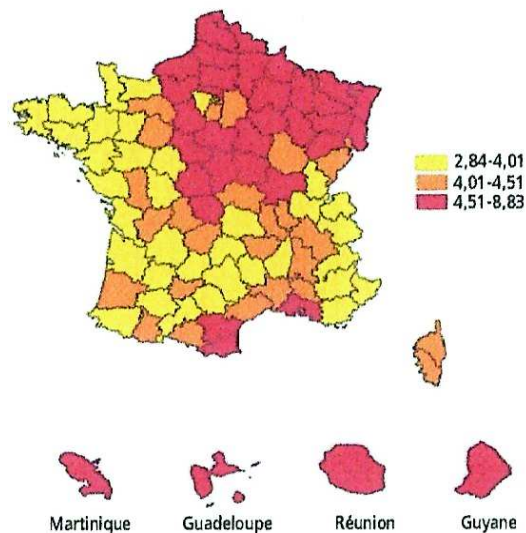 2,84-4,01
4,01-4,51
4,51-8,83
Martinique
Guadeloupe
Réunion
Guyane